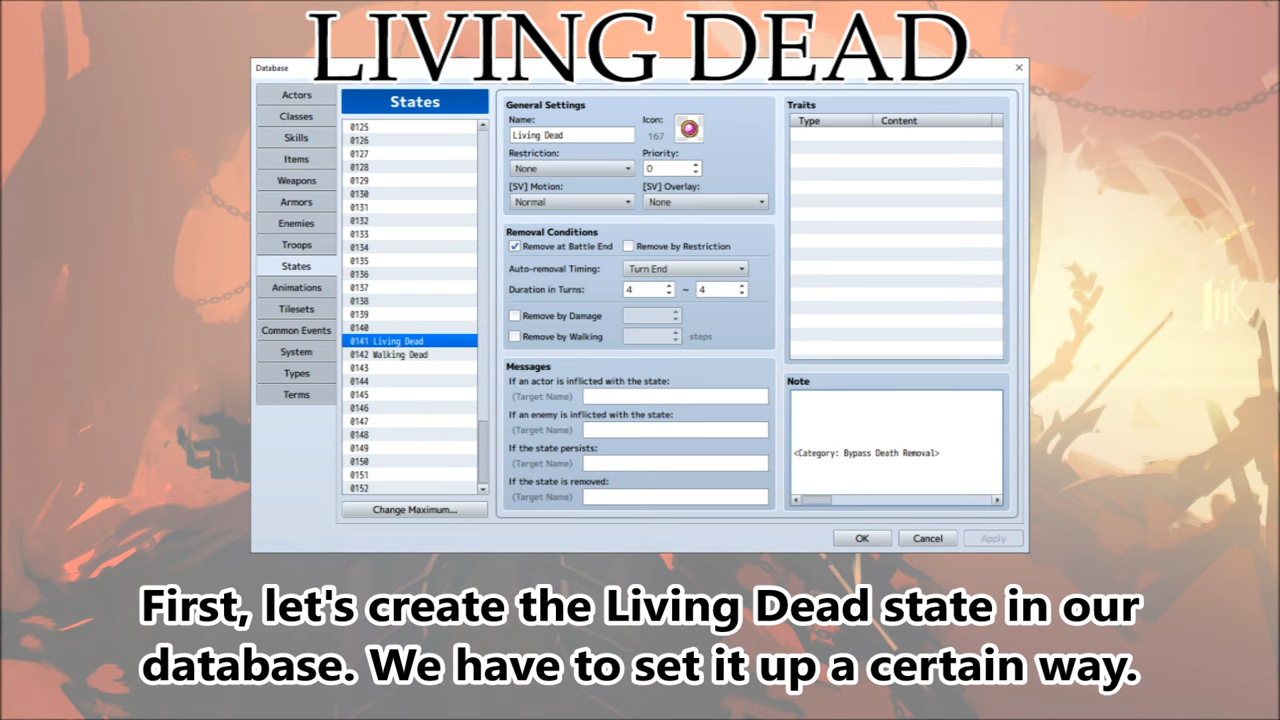 LIVING DEAD
Database
Actors
Classes
Skills
Items
Weapons
Armors
Enemies
Troops
States
Animations
Tilesets
Common Events
System
Types
Terms
States
0125
0126
0127
0128
0129
0130
0131
0132
0133
0134
0135
0136
0137
0138
0139
0140
0141 Living Dead
0142 Walking Dead
0143
0144
0145
0146
0147
0148
0149
0150
0151
0152
Change Maximum...
General Settings
Name: Icon:
Living Dead 167
Restriction: Priority:
None 0
[SV] Motion: [SV] Overlay:
Normal None
Removal Conditions
Remove at Battle End Remove by Restriction
Auto-removal Timing: Turn End
Duration in Turns: 4 ~ 4
Remove by Damage
Remove by Walking steps
Messages
If an actor is inflicted with the state:
(Target Name)
If an enemy is inflicted with the state:
(Target Name)
If the state persists:
(Target Name)
If the state is removed:
(Target Name)
Traits
Type Content
Note
<Category: Bypass Death Removal>
OK Cancel Apply
First, let's create the Living Dead state in our
database. We have to set it up a certain way.